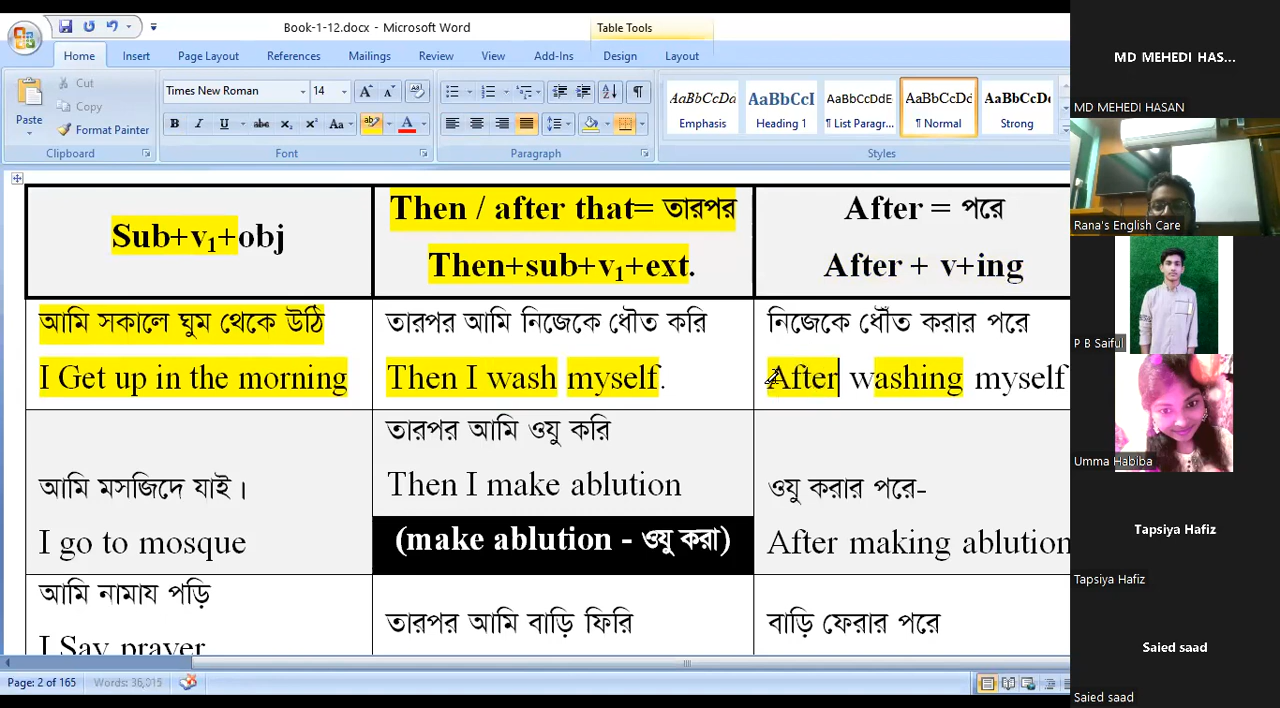 Book-1-12.docx - Microsoft Word
Table Tools
Home Insert Page Layout References Mailings Review View Add-Ins Design Layout
Paste
Cut
Copy
Format Painter
Clipboard
Times New Roman 14
Font
Paragraph
AaBbCcDd AaBbCcI AaBbCcDdE AaBbCcDd AaBbCcDd
Emphasis Heading 1 ¶ List Paragr... ¶ Normal Strong
Styles
Sub+v₁+obj
Then / after that= তারপর
Then+sub+v₁+ext.
After = পরে
After + v+ing
আমি সকালে ঘুম থেকে উঠি
I Get up in the morning
তারপর আমি নিজেকে ধৌত করি
Then I wash myself.
নিজেকে ধৌঁত করার পরে
After washing myself
আমি মসজিদে যাই।
I go to mosque
তারপর আমি ওযু করি
Then I make ablution
(make ablution - ওযু করা)
ওযু করার পরে-
After making ablution
আমি নামায পড়ি
I Say prayer
তারপর আমি বাড়ি ফিরি
বাড়ি ফেরার পরে
Page: 2 of 165 Words: 36,015
MD MEHEDI HAS...
MD MEHEDI HASAN
Rana's English Care
P B Saiful
Umma Habiba
Tapsiya Hafiz
Tapsiya Hafiz
Saied saad
Saied saad